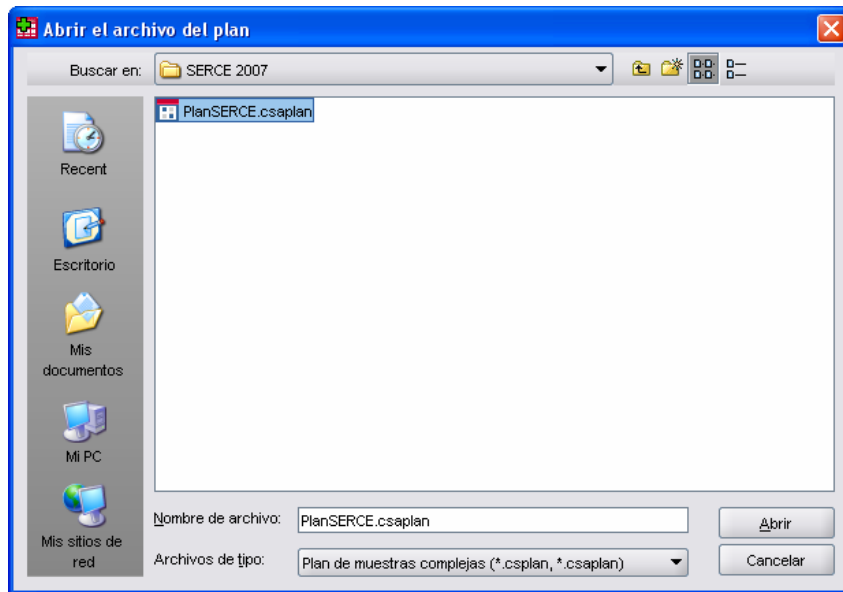 Abrir el archivo del plan
Buscar en:
SERCE 2007
PlanSERCE.csaplan
Recent
Escritorio
Mis
documentos
Mi PC
Mis sitios de
red
Nombre de archivo:
PlanSERCE.csaplan
Abrir
Archivos de tipo:
Plan de muestras complejas (*.csplan, *.csaplan)
Cancelar